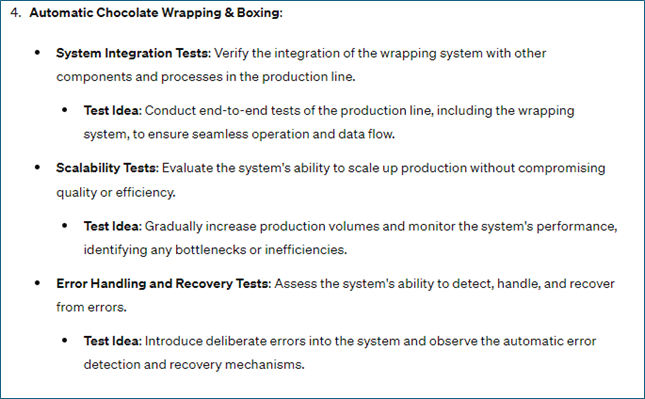 4. Automatic Chocolate Wrapping & Boxing:
• System Integration Tests: Verify the integration of the wrapping system with other
components and processes in the production line.
• Test Idea: Conduct end-to-end tests of the production line, including the wrapping
system, to ensure seamless operation and data flow.
• Scalability Tests: Evaluate the system's ability to scale up production without compromising
quality or efficiency.
• Test Idea: Gradually increase production volumes and monitor the system's performance,
identifying any bottlenecks or inefficiencies.
• Error Handling and Recovery Tests: Assess the system's ability to detect, handle, and recover
from errors.
• Test Idea: Introduce deliberate errors into the system and observe the automatic error
detection and recovery mechanisms.